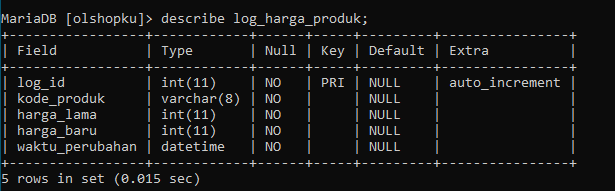 MariaDB [olshopku]> describe log_harga_produk;
+-----------------+------------+------+-----+---------+----------------+
| Field           | Type       | Null | Key | Default | Extra          |
+-----------------+------------+------+-----+---------+----------------+
| log_id          | int(11)    | NO   | PRI | NULL    | auto_increment |
| kode_produk     | varchar(8) | NO   |     | NULL    |                |
| harga_lama      | int(11)    | NO   |     | NULL    |                |
| harga_baru      | int(11)    | NO   |     | NULL    |                |
| waktu_perubahan | datetime   | NO   |     | NULL    |                |
+-----------------+------------+------+-----+---------+----------------+
5 rows in set (0.015 sec)